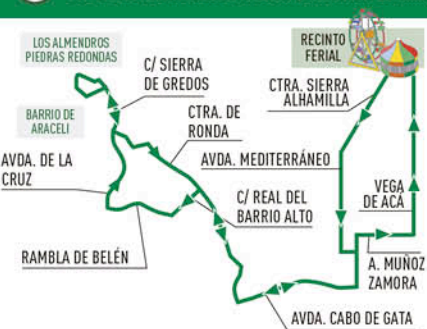 LOS ALMENDROS
PIEDRAS REDONDAS
C/ SIERRA
DE GREDOS
RECINTO
FERIAL
CTRA. SIERRA
ALHAMILLA
BARRIO DE
ARACELI
CTRA. DE
RONDA
AVDA. DE LA
CRUZ
AVDA. MEDITERRÁNEO
C/ REAL DEL
BARRIO ALTO
VEGA
DE ACÁ
RAMBLA DE BELÉN
A. MUÑOZ
ZAMORA
AVDA. CABO DE GATA